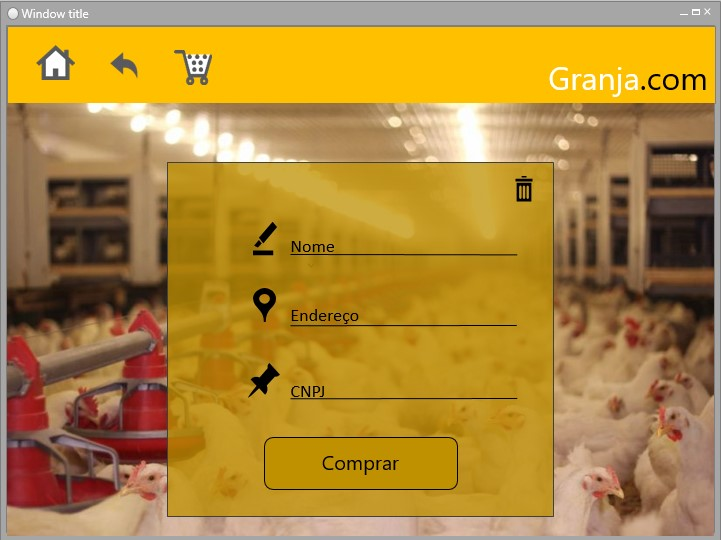 Window title
Granja.com
Nome
Endereço
CNPJ
Comprar